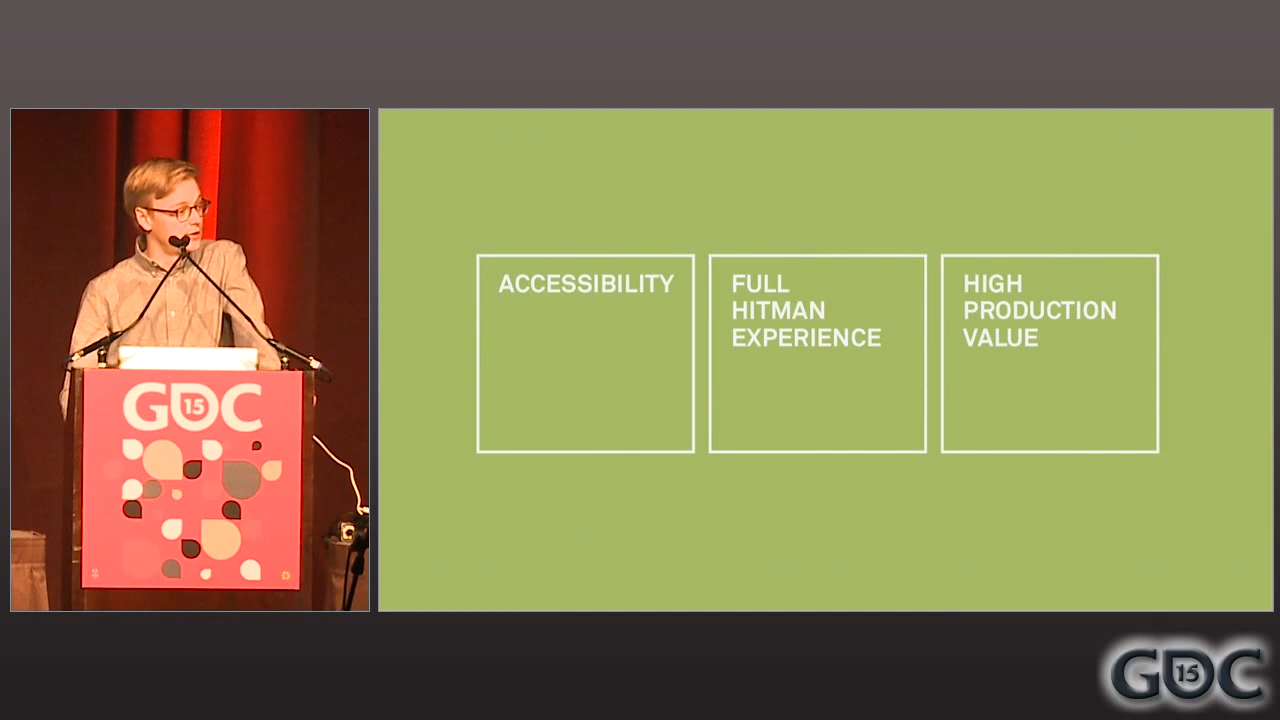 ACCESSIBILITY
FULL
HITMAN
EXPERIENCE
HIGH
PRODUCTION
VALUE
GDC
15
GDC
15